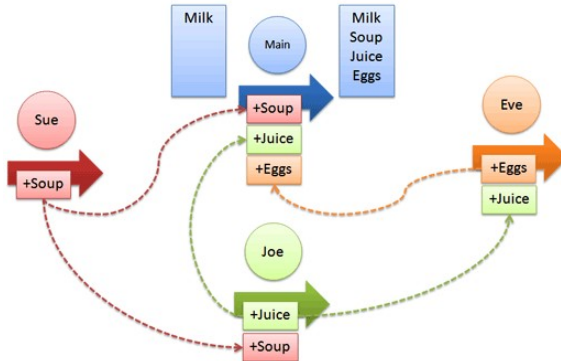 Milk
Main
Milk
Soup
Juice
Eggs
+Soup
+Juice
+Eggs
Sue
+Soup
Eve
+Eggs
+Juice
Joe
+Juice
+Soup